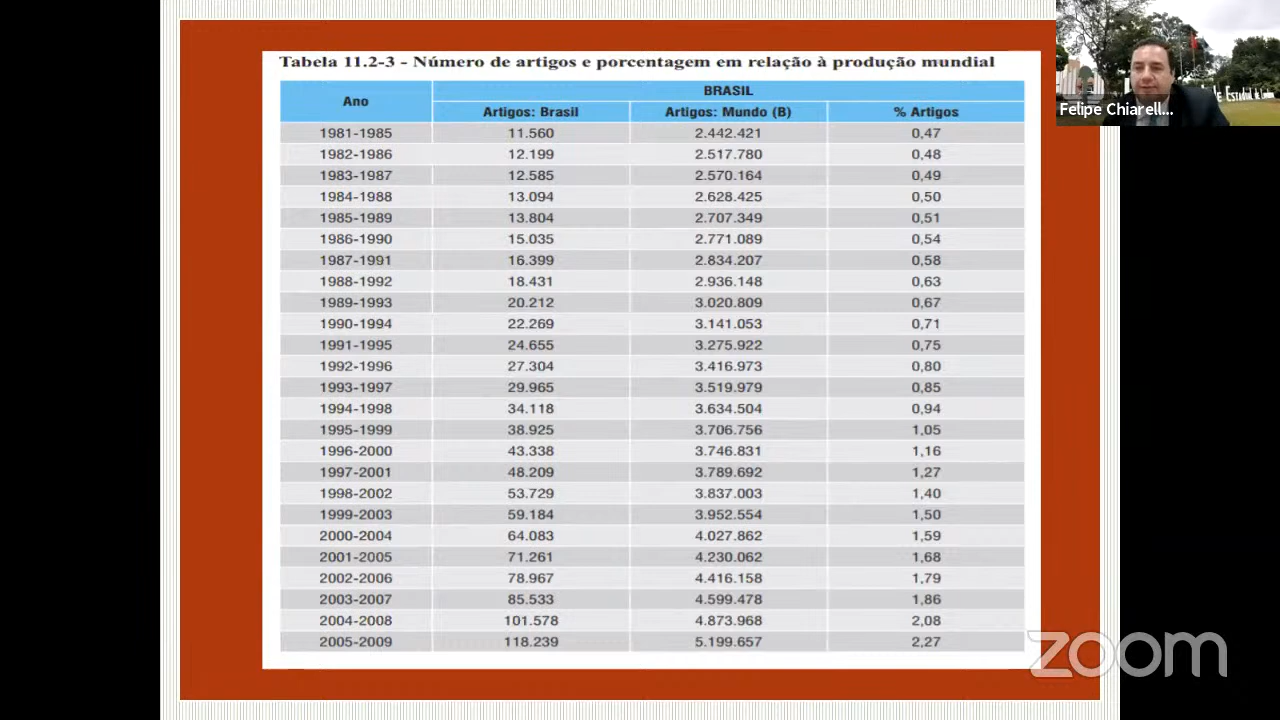 Tabela 11.2-3 - Número de artigos e porcentagem em relação à produção mundial
Ano BRASIL
Artigos: Brasil Artigos: Mundo (B) % Artigos
1981-1985 11.560 2.442.421 0,47
1982-1986 12.199 2.517.780 0,48
1983-1987 12.585 2.570.164 0,49
1984-1988 13.094 2.628.425 0,50
1985-1989 13.804 2.707.349 0,51
1986-1990 15.035 2.771.089 0,54
1987-1991 16.399 2.834.207 0,58
1988-1992 18.431 2.936.148 0,63
1989-1993 20.212 3.020.809 0,67
1990-1994 22.269 3.141.053 0,71
1991-1995 24.655 3.275.922 0,75
1992-1996 27.304 3.416.973 0,80
1993-1997 29.965 3.519.979 0,85
1994-1998 34.118 3.634.504 0,94
1995-1999 38.925 3.706.756 1,05
1996-2000 43.338 3.746.831 1,16
1997-2001 48.209 3.789.692 1,27
1998-2002 53.729 3.837.003 1,40
1999-2003 59.184 3.952.554 1,50
2000-2004 64.083 4.027.862 1,59
2001-2005 71.261 4.230.062 1,68
2002-2006 78.967 4.416.158 1,79
2003-2007 85.533 4.599.478 1,86
2004-2008 101.578 4.873.968 2,08
2005-2009 118.239 5.199.657 2,27
Felipe Chiarell...
zoom